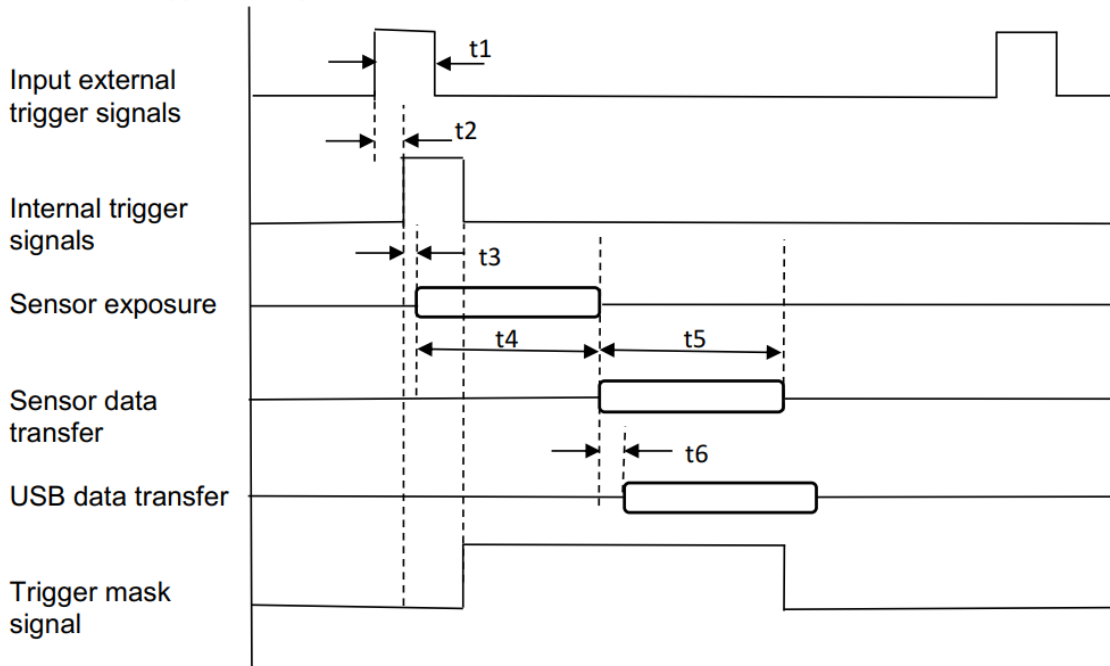 t1
Input external
trigger signals
t2
Internal trigger
signals
t3
Sensor exposure
t4
t5
Sensor data
transfer
t6
USB data transfer
Trigger mask
signal